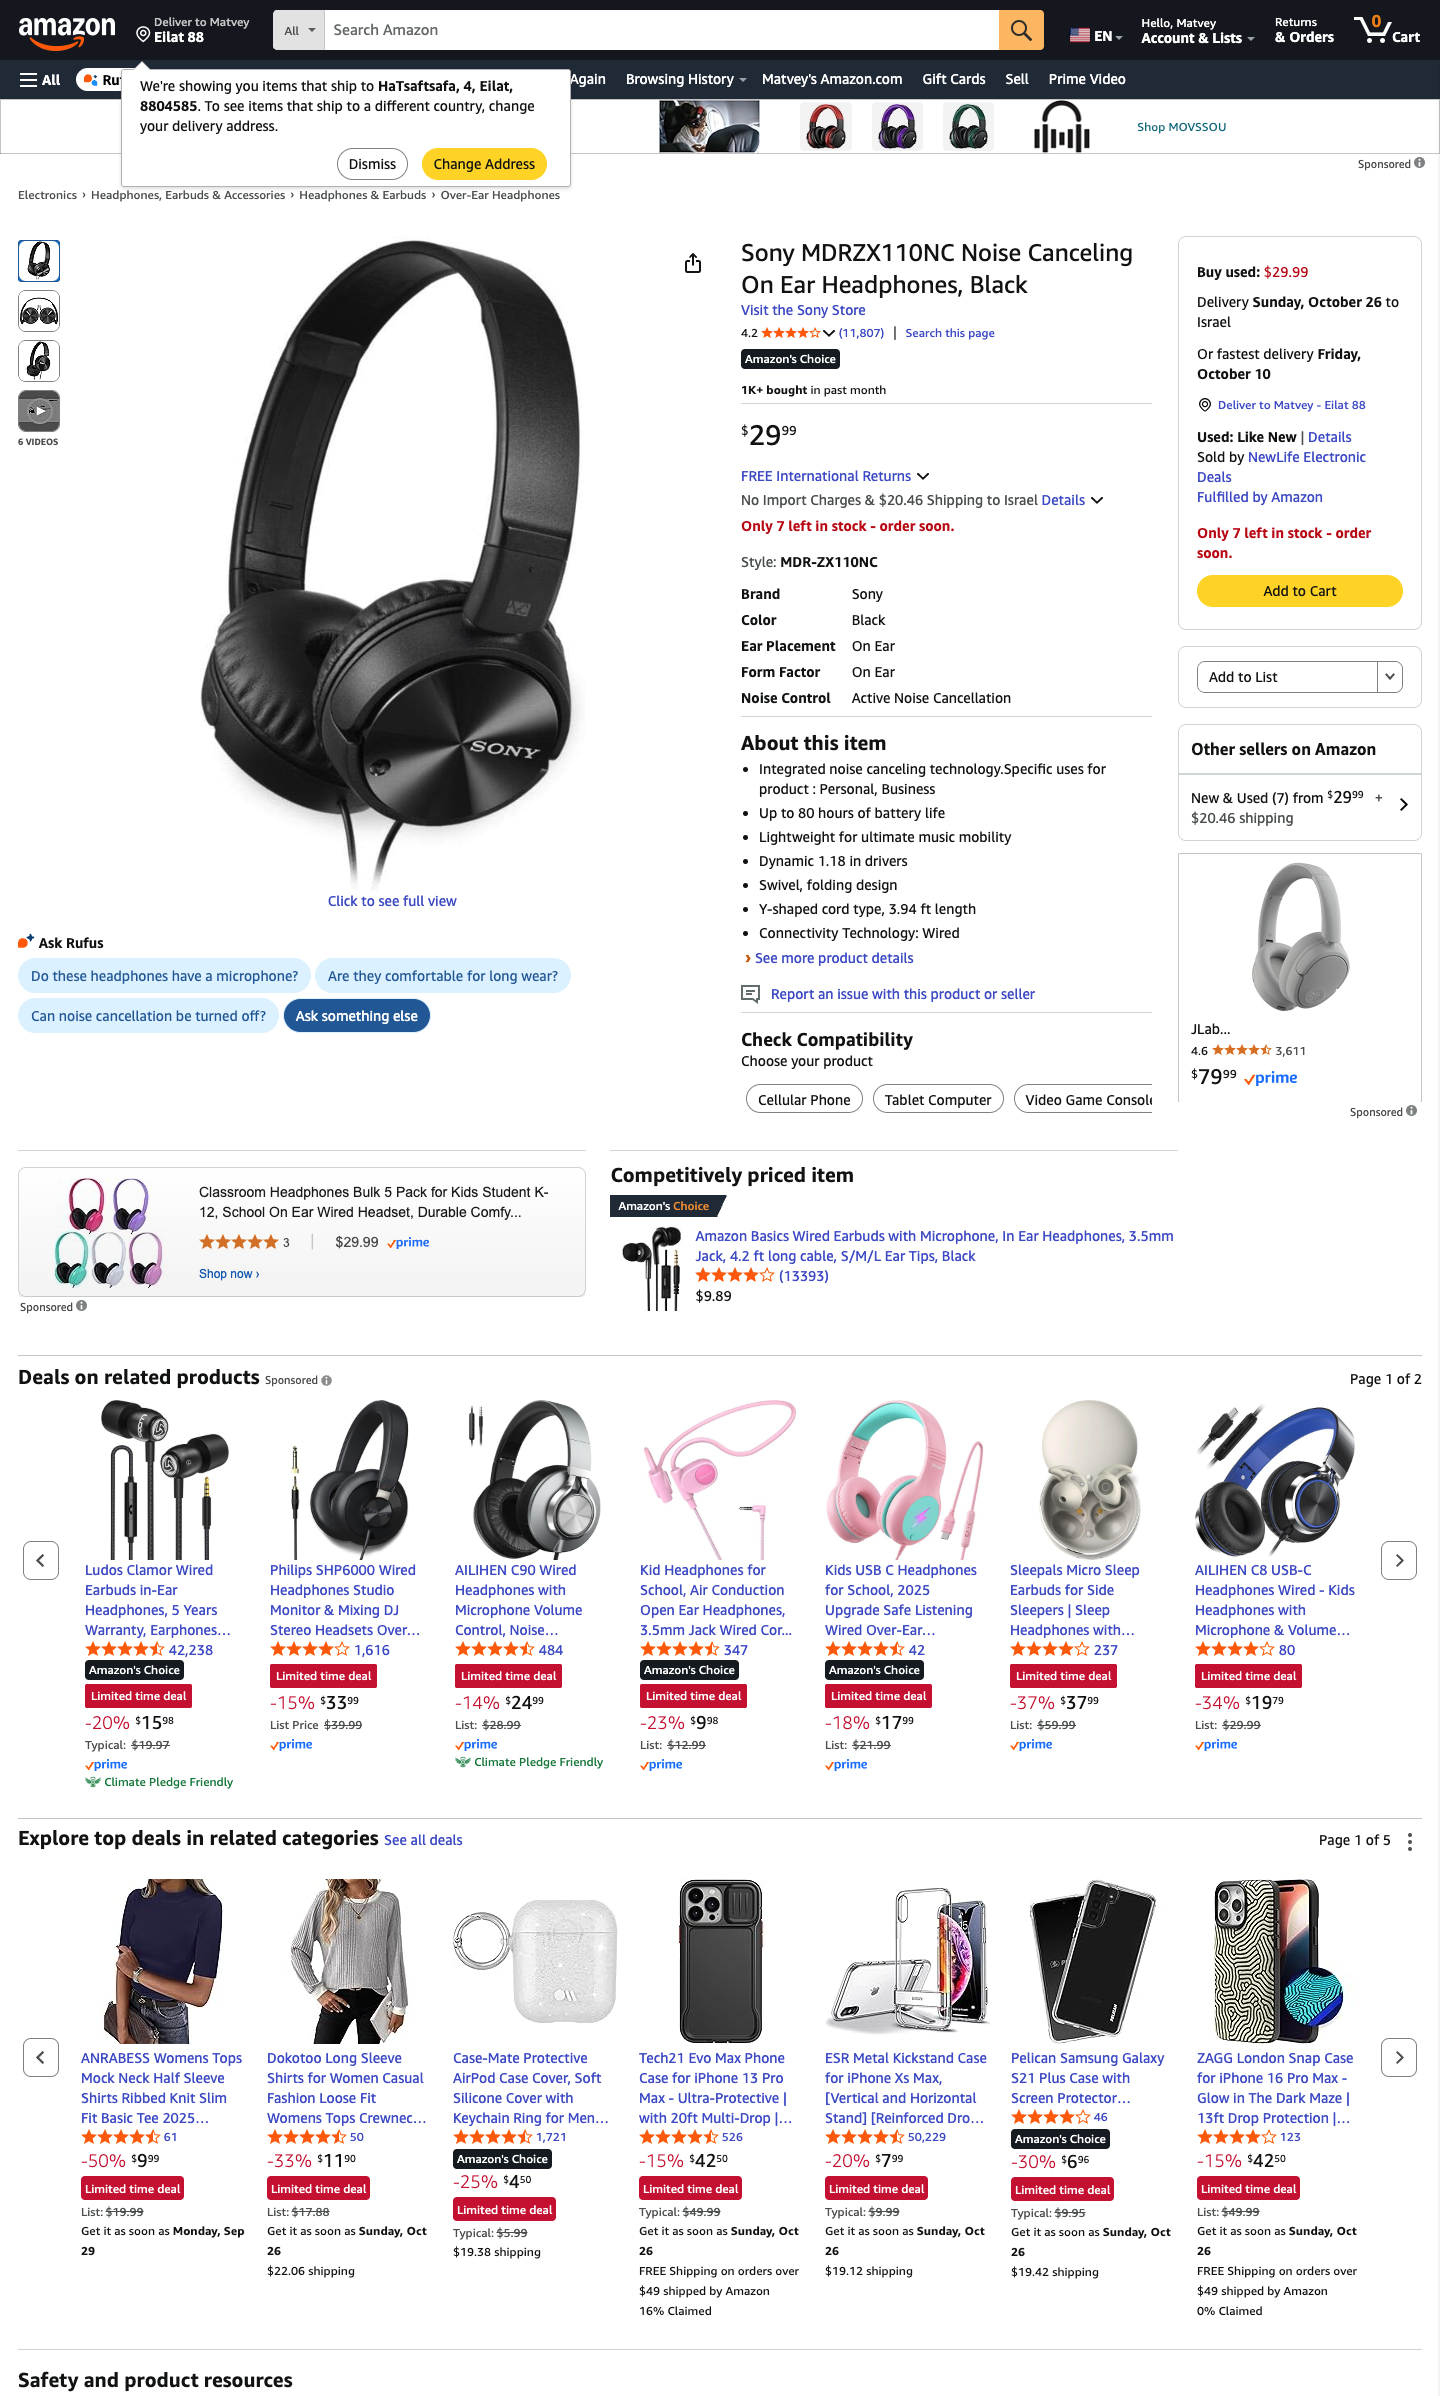 amazon
Deliver to Matvey
Eilat 88
All
Search Amazon
EN
Hello, Matvey
Account & Lists
Returns
& Orders
0
Cart
All
Ru
Again
Browsing History
Matvey's Amazon.com
Gift Cards
Sell
Prime Video
We're showing you items that ship to HaTsaftsafa, 4, Eilat,
8804585. To see items that ship to a different country, change
your delivery address.
Dismiss
Change Address
Shop MOVSSOU
Sponsored
Electronics › Headphones, Earbuds & Accessories › Headphones & Earbuds › Over-Ear Headphones
6 VIDEOS
SONY
Click to see full view
Ask Rufus
Do these headphones have a microphone?
Are they comfortable for long wear?
Can noise cancellation be turned off?
Ask something else
Sony MDRZX110NC Noise Canceling
On Ear Headphones, Black
Visit the Sony Store
4.2 (11,807) | Search this page
Amazon's Choice
1K+ bought in past month
$29.99
FREE International Returns
No Import Charges & $20.46 Shipping to Israel Details
Only 7 left in stock - order soon.
Style: MDR-ZX110NC
Brand Sony
Color Black
Ear Placement On Ear
Form Factor On Ear
Noise Control Active Noise Cancellation
About this item
• Integrated noise canceling technology.Specific uses for
product : Personal, Business
• Up to 80 hours of battery life
• Lightweight for ultimate music mobility
• Dynamic 1.18 in drivers
• Swivel, folding design
• Y-shaped cord type, 3.94 ft length
• Connectivity Technology: Wired
› See more product details
Report an issue with this product or seller
Check Compatibility
Choose your product
Cellular Phone
Tablet Computer
Video Game Console
Buy used: $29.99
Delivery Sunday, October 26 to
Israel
Or fastest delivery Friday,
October 10
Deliver to Matvey - Eilat 88
Used: Like New | Details
Sold by NewLife Electronic
Deals
Fulfilled by Amazon
Only 7 left in stock - order
soon.
Add to Cart
Add to List
Other sellers on Amazon
New & Used (7) from $29.99 +
$20.46 shipping
JLab...
4.6 3,611
$79.99 prime
Sponsored
Classroom Headphones Bulk 5 Pack for Kids Student K-
12, School On Ear Wired Headset, Durable Comfy...
3 | $29.99 prime
Shop now ›
Sponsored
Competitively priced item
Amazon's Choice
Amazon Basics Wired Earbuds with Microphone, In Ear Headphones, 3.5mm
Jack, 4.2 ft long cable, S/M/L Ear Tips, Black
(13393)
$9.89
Deals on related products Sponsored
Page 1 of 2
Ludos Clamor Wired
Earbuds in-Ear
Headphones, 5 Years
Warranty, Earphones...
42,238
Amazon's Choice
Limited time deal
-20% $15.98
Typical: $19.97
prime
Climate Pledge Friendly
Philips SHP6000 Wired
Headphones Studio
Monitor & Mixing DJ
Stereo Headsets Over...
1,616
Limited time deal
-15% $33.99
List Price $39.99
prime
AILIHEN C90 Wired
Headphones with
Microphone Volume
Control, Noise...
484
Limited time deal
-14% $24.99
List: $28.99
prime
Climate Pledge Friendly
Kid Headphones for
School, Air Conduction
Open Ear Headphones,
3.5mm Jack Wired Cor...
347
Amazon's Choice
Limited time deal
-23% $9.98
List: $12.99
prime
Kids USB C Headphones
for School, 2025
Upgrade Safe Listening
Wired Over-Ear...
42
Amazon's Choice
Limited time deal
-18% $17.99
List: $21.99
prime
Sleepals Micro Sleep
Earbuds for Side
Sleepers | Sleep
Headphones with...
237
Limited time deal
-37% $37.99
List: $59.99
prime
AILIHEN C8 USB-C
Headphones Wired - Kids
Headphones with
Microphone & Volume...
80
Limited time deal
-34% $19.79
List: $29.99
prime
Explore top deals in related categories See all deals
Page 1 of 5
ANRABESS Womens Tops
Mock Neck Half Sleeve
Shirts Ribbed Knit Slim
Fit Basic Tee 2025...
61
-50% $9.99
Limited time deal
List: $19.99
Get it as soon as Monday, Sep
29
Dokotoo Long Sleeve
Shirts for Women Casual
Fashion Loose Fit
Womens Tops Crewnec...
50
-33% $11.90
Limited time deal
List: $17.88
Get it as soon as Sunday, Oct
26
$22.06 shipping
Case-Mate Protective
AirPod Case Cover, Soft
Silicone Cover with
Keychain Ring for Men...
1,721
Amazon's Choice
-25% $4.50
Limited time deal
Typical: $5.99
$19.38 shipping
Tech21 Evo Max Phone
Case for iPhone 13 Pro
Max - Ultra-Protective |
with 20ft Multi-Drop |...
526
-15% $42.50
Limited time deal
Typical: $49.99
Get it as soon as Sunday, Oct
26
FREE Shipping on orders over
$49 shipped by Amazon
16% Claimed
ESR Metal Kickstand Case
for iPhone Xs Max,
[Vertical and Horizontal
Stand] [Reinforced Dro...
50,229
-20% $7.99
Limited time deal
Typical: $9.99
Get it as soon as Sunday, Oct
26
$19.12 shipping
Pelican Samsung Galaxy
S21 Plus Case with
Screen Protector...
46
Amazon's Choice
-30% $6.96
Limited time deal
Typical: $9.95
Get it as soon as Sunday, Oct
26
$19.42 shipping
ZAGG London Snap Case
for iPhone 16 Pro Max -
Glow in The Dark Maze |
13ft Drop Protection |...
123
-15% $42.50
Limited time deal
List: $49.99
Get it as soon as Sunday, Oct
26
FREE Shipping on orders over
$49 shipped by Amazon
0% Claimed
Safety and product resources